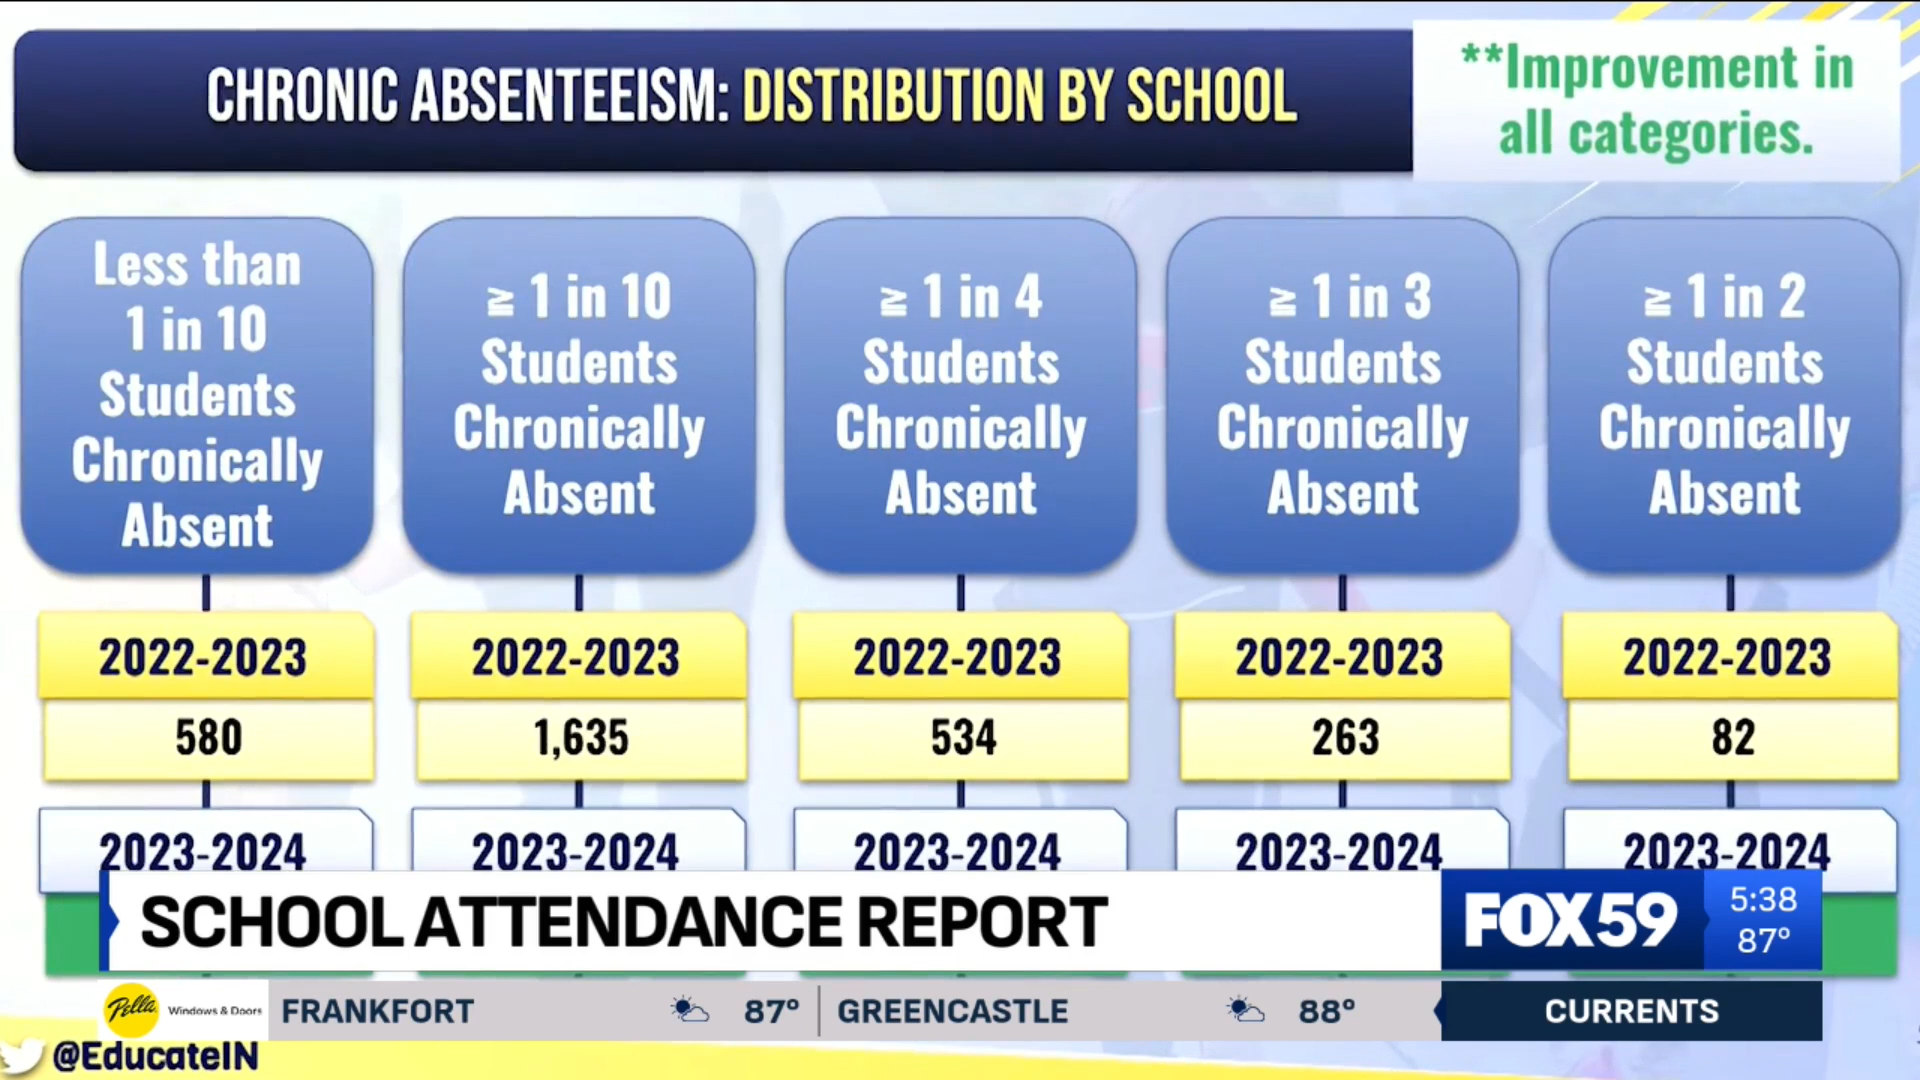 CHRONIC ABSENTEEISM: DISTRIBUTION BY SCHOOL
**Improvement in
all categories.
Less than
1 in 10
Students
Chronically
Absent
≧ 1 in 10
Students
Chronically
Absent
≧ 1 in 4
Students
Chronically
Absent
≧ 1 in 3
Students
Chronically
Absent
≧ 1 in 2
Students
Chronically
Absent
2022-2023 2022-2023 2022-2023 2022-2023 2022-2023
580 1,635 534 263 82
2023-2024 2023-2024 2023-2024 2023-2024 2023-2024
SCHOOL ATTENDANCE REPORT
FOX59
5:38
87°
Pella Windows & Doors FRANKFORT 87° GREENCASTLE 88° CURRENTS
@EducateIN